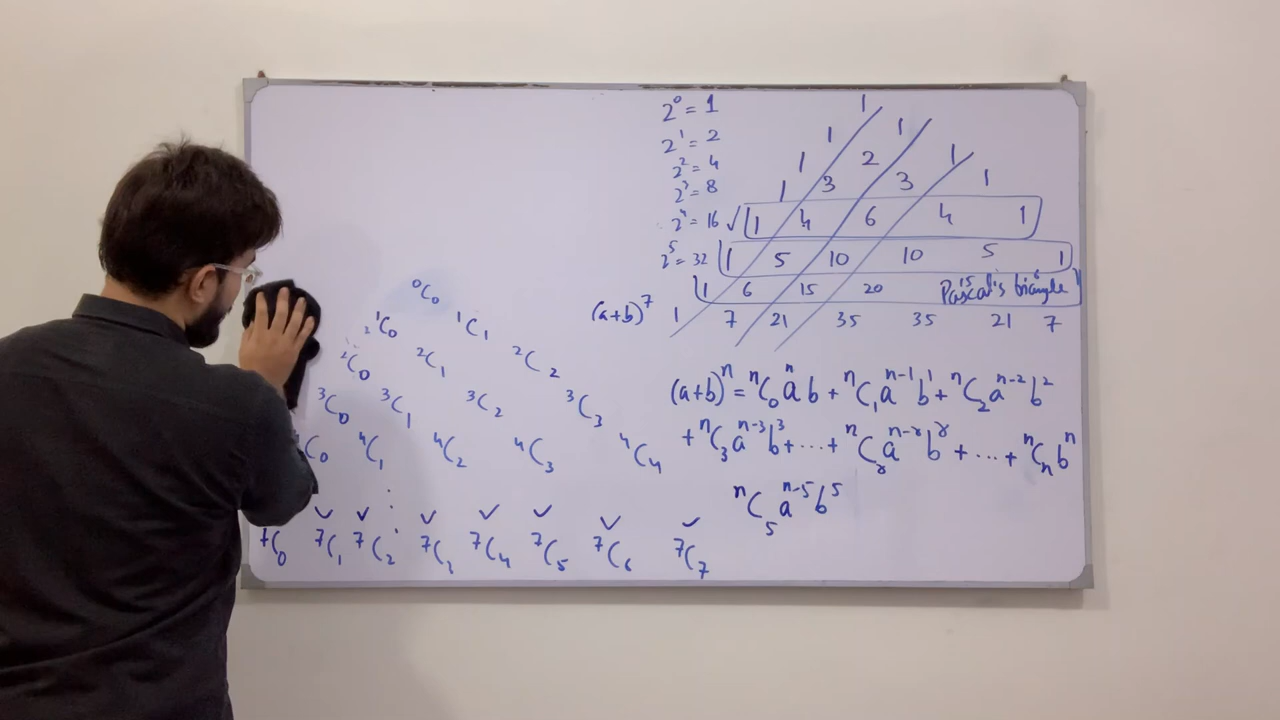 2⁰ = 1 1
2¹ = 2 1 1
2² = 4 1 2 1
2³ = 8 1 3 3 1
2⁴ = 16 √ 1 4 6 4 1
2⁵ = 32 1 5 10 10 5 1
1 6 15 20 15 6 1
Pascal's triangle
(a+b)⁷ 1 7 21 35 35 21 7
⁰C₀
¹C₀ ¹C₁
²C₀ ²C₁ ²C₂
³C₀ ³C₁ ³C₂ ³C₃
C₀ ⁴C₁ ⁴C₂ ⁴C₃ ⁴C₄
⁷C₀ ⁷C₁ ⁷C₂ ⁷C₃ ⁷C₄ ⁷C₅ ⁷C₆ ⁷C₇
(a+b)ⁿ = ⁿC₀aⁿb + ⁿC₁aⁿ⁻¹b¹ + ⁿC₂aⁿ⁻²b²
+ ⁿC₃aⁿ⁻³b³ + ... + ⁿCᵣaⁿ⁻ʳbʳ + ... + ⁿCₙbⁿ
ⁿC₅aⁿ⁻⁵b⁵